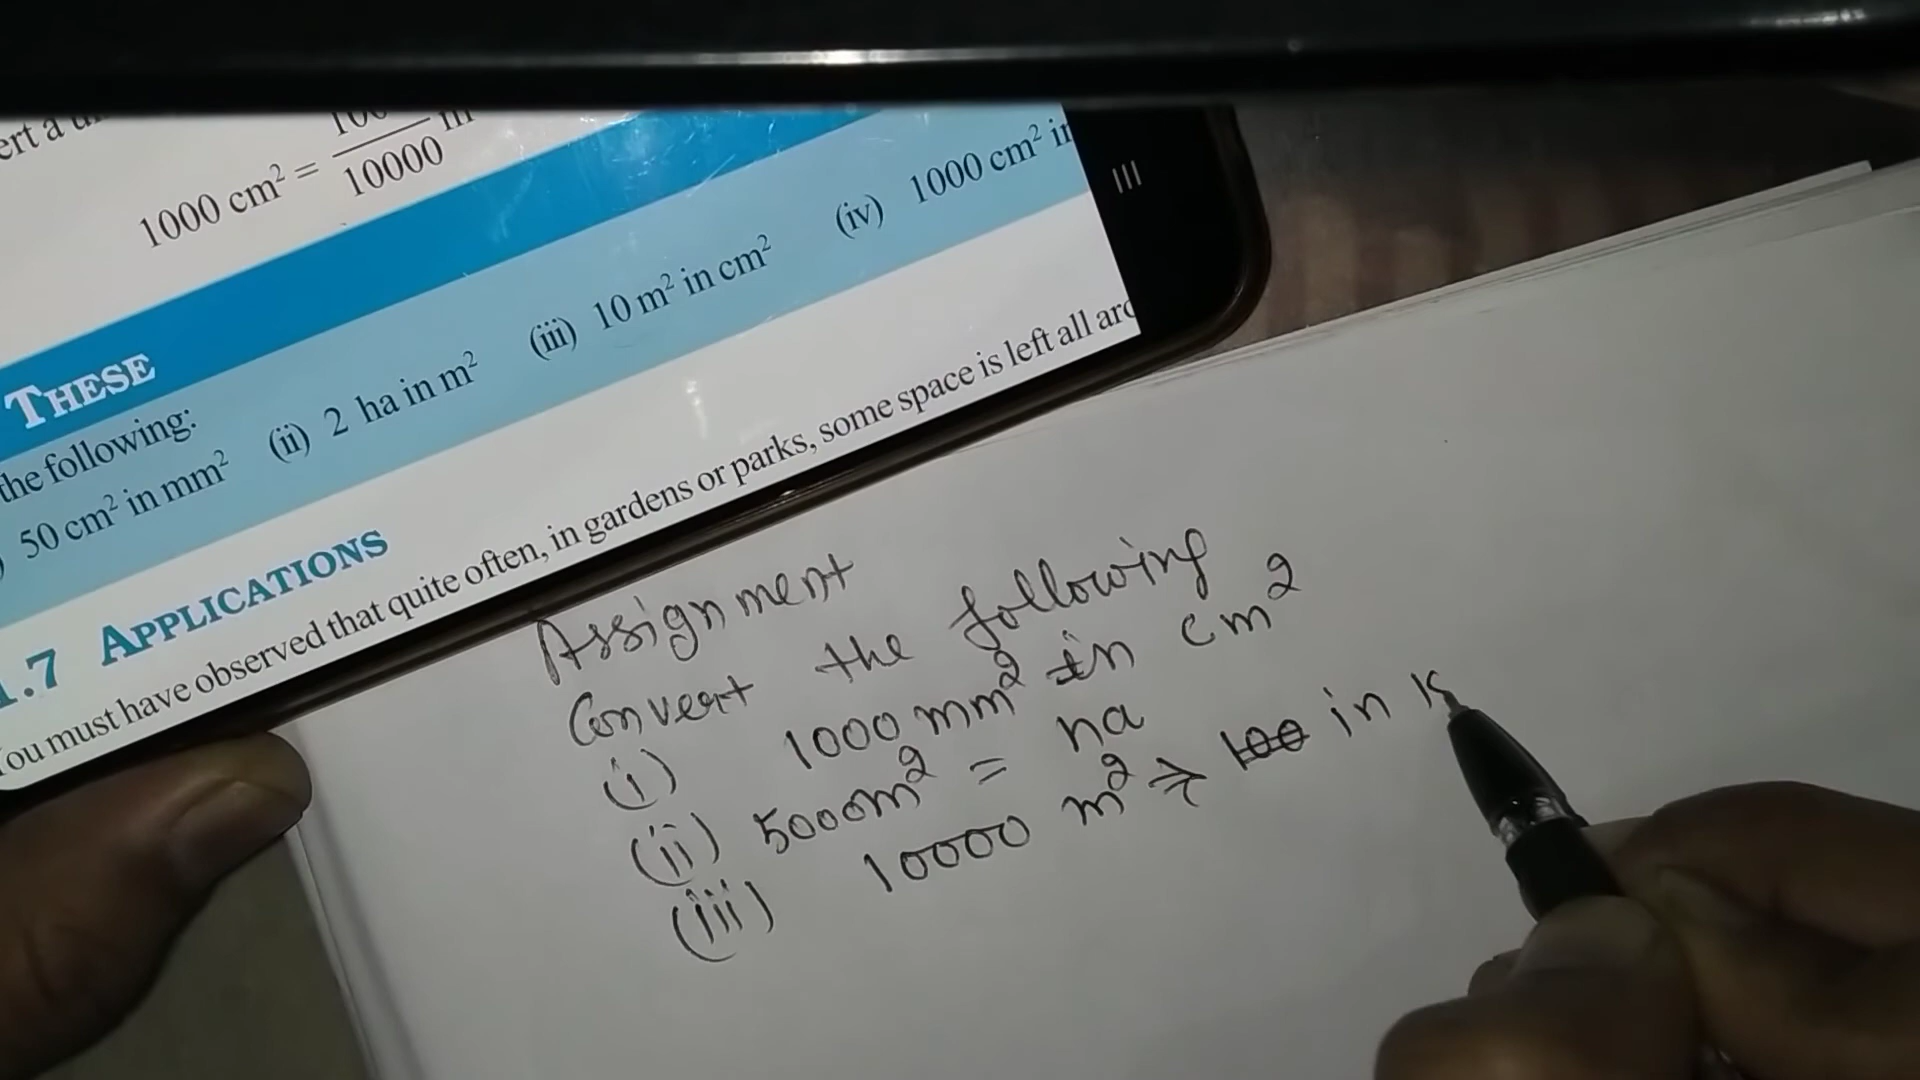 1000 cm² = 10000
THESE
the following:
50 cm² in mm² (ii) 2 ha in m² (iii) 10 m² in cm² (iv) 1000 cm²
1.7 APPLICATIONS
You must have observed that quite often, in gardens or parks, some space is left all
Assignment
Convert the following
(i) 1000 mm² in cm²
(ii) 5000m² = ha
(iii) 10000 m² ⇒ in